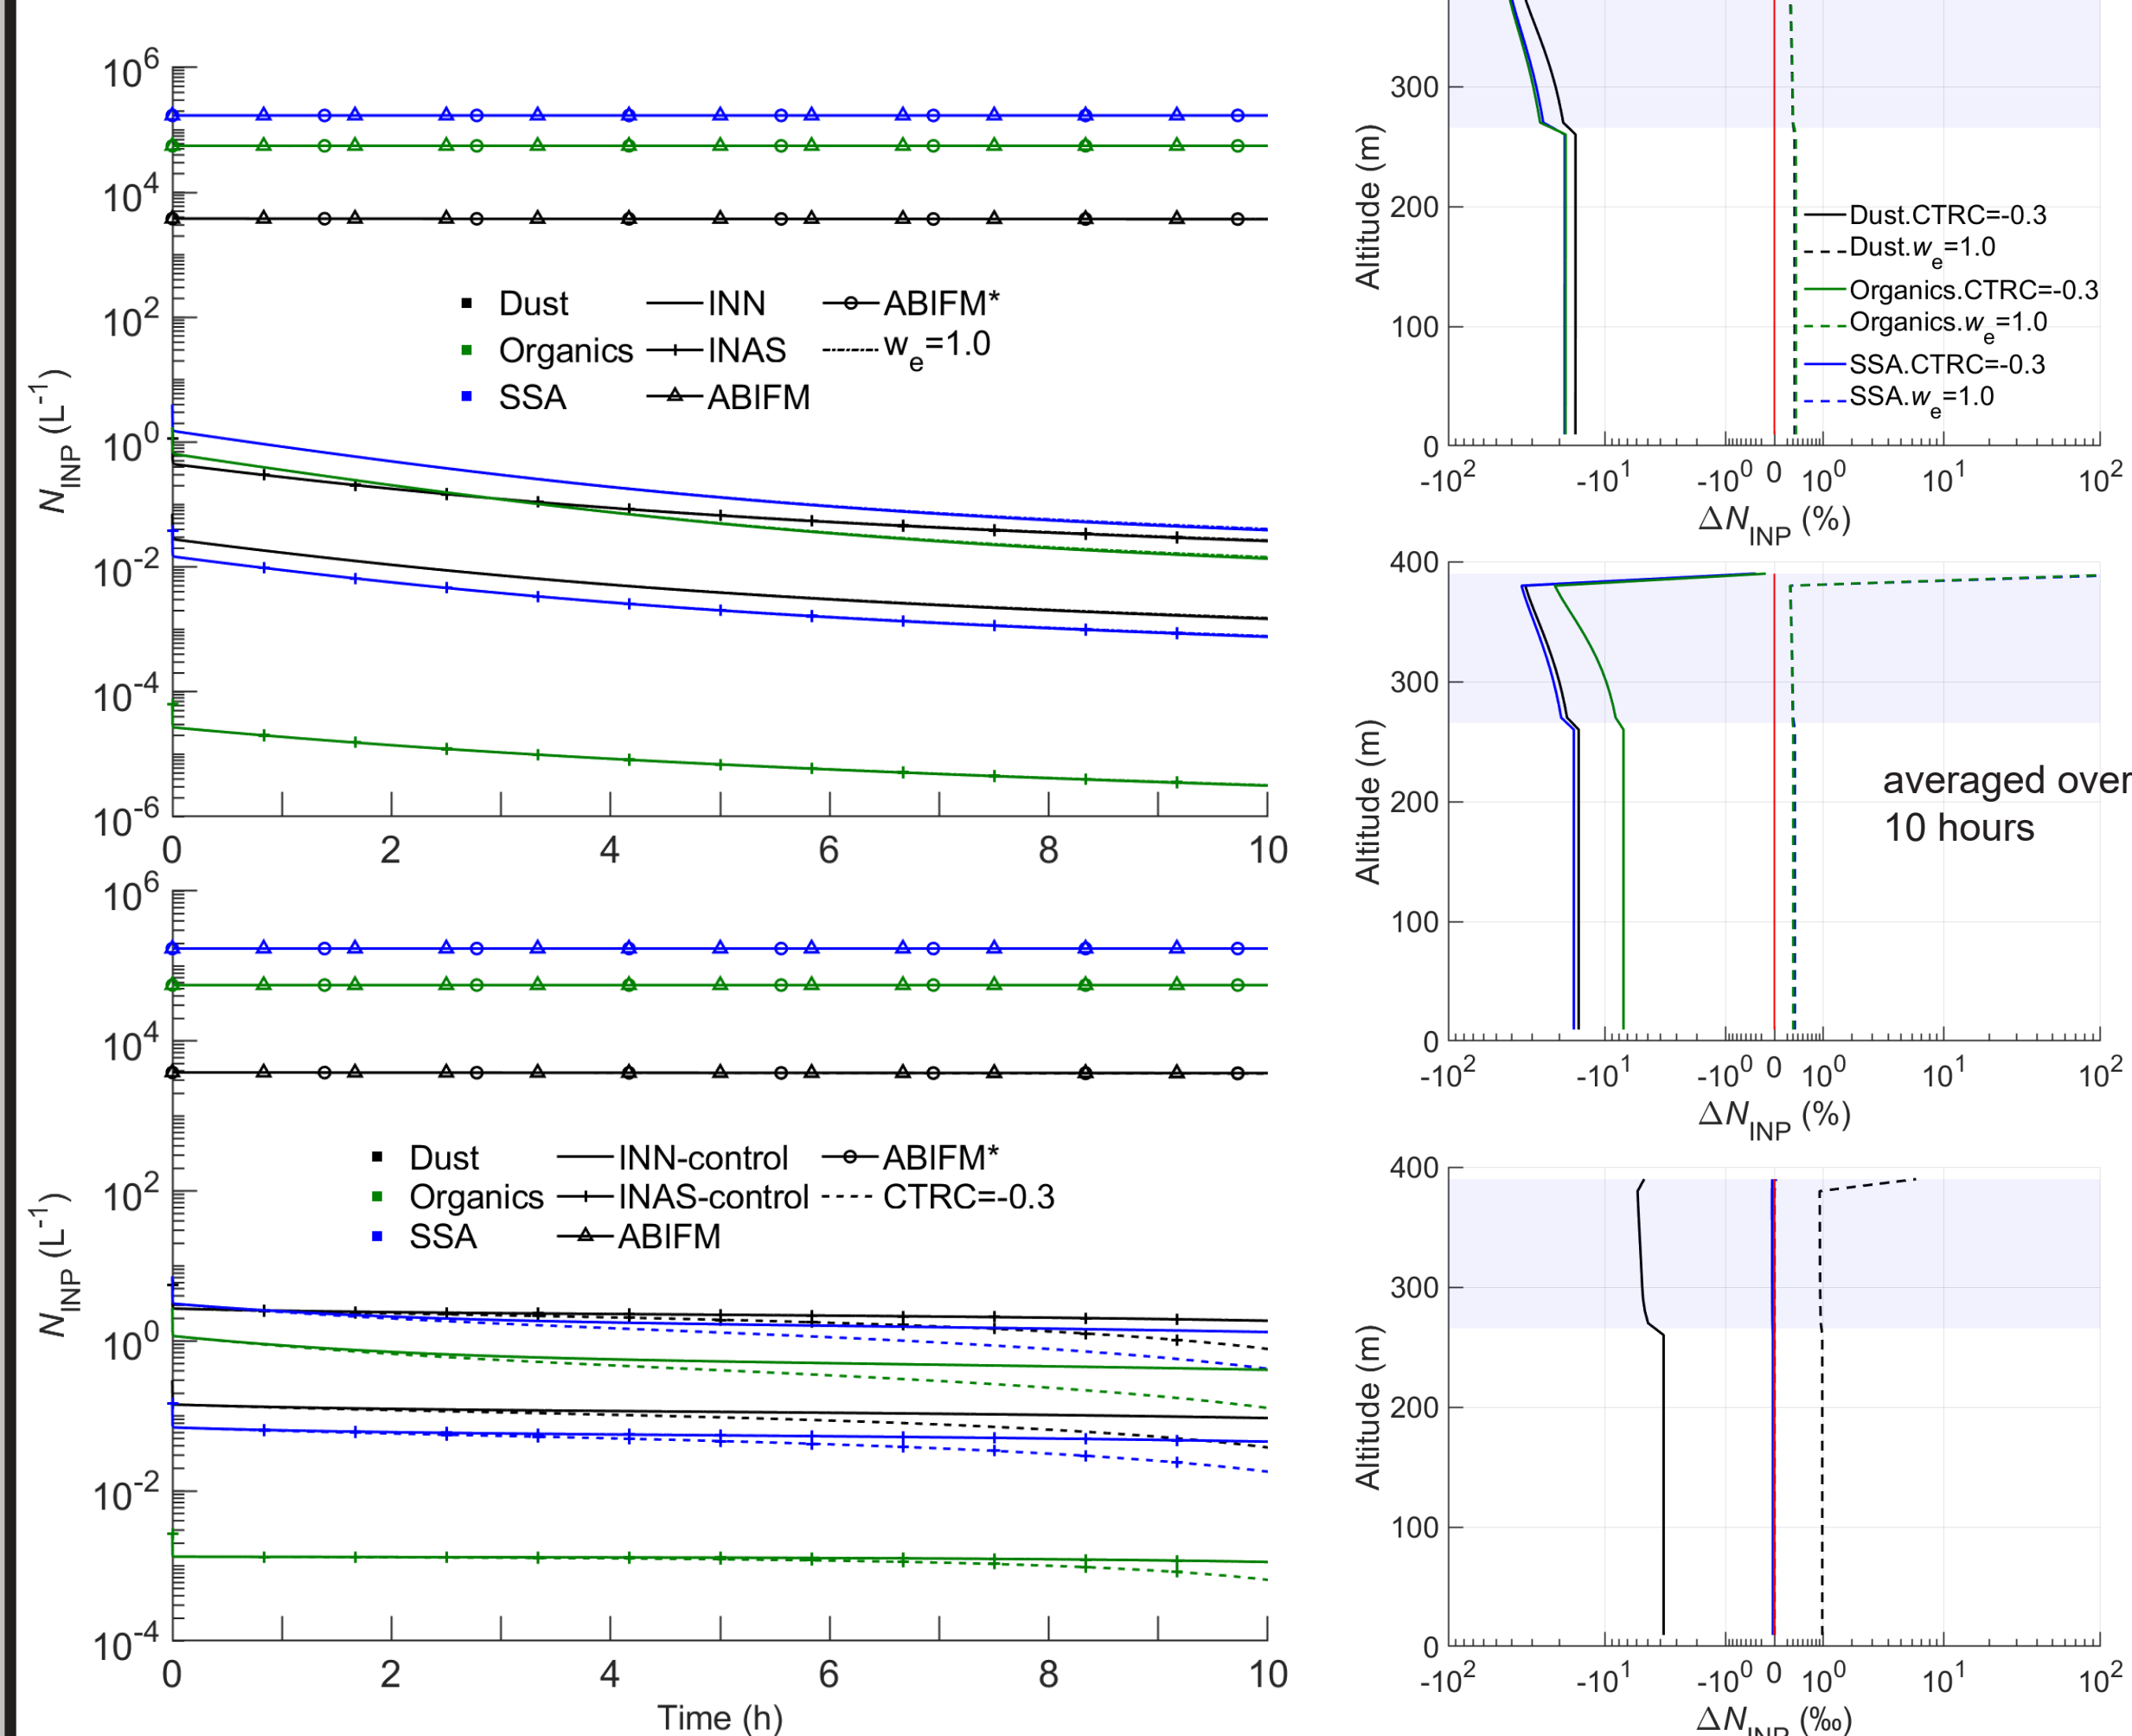 10^6
10^4
10^2
10^0
10^-2
10^-4
10^-6
N_INP (L^-1)
Dust INN ABIFM*
Organics INAS w_e=1.0
SSA ABIFM
0 2 4 6 8 10
10^6
10^4
10^2
10^0
10^-2
10^-4
N_INP (L^-1)
Dust INN-control ABIFM*
Organics INAS-control CTRC=-0.3
SSA ABIFM
0 2 4 6 8 10
Time (h)
300
200
100
0
Altitude (m)
Dust.CTRC=-0.3
Dust.w_e=1.0
Organics.CTRC=-0.3
Organics.w_e=1.0
SSA.CTRC=-0.3
SSA.w_e=1.0
-10^2 -10^1 -10^0 0 10^0 10^1 10^2
ΔN_INP (%)
400
300
200
100
0
Altitude (m)
averaged over
10 hours
-10^2 -10^1 -10^0 0 10^0 10^1 10^2
ΔN_INP (%)
400
300
200
100
0
Altitude (m)
-10^2 -10^1 -10^0 0 10^0 10^1 10^2
ΔN_INP (‰)